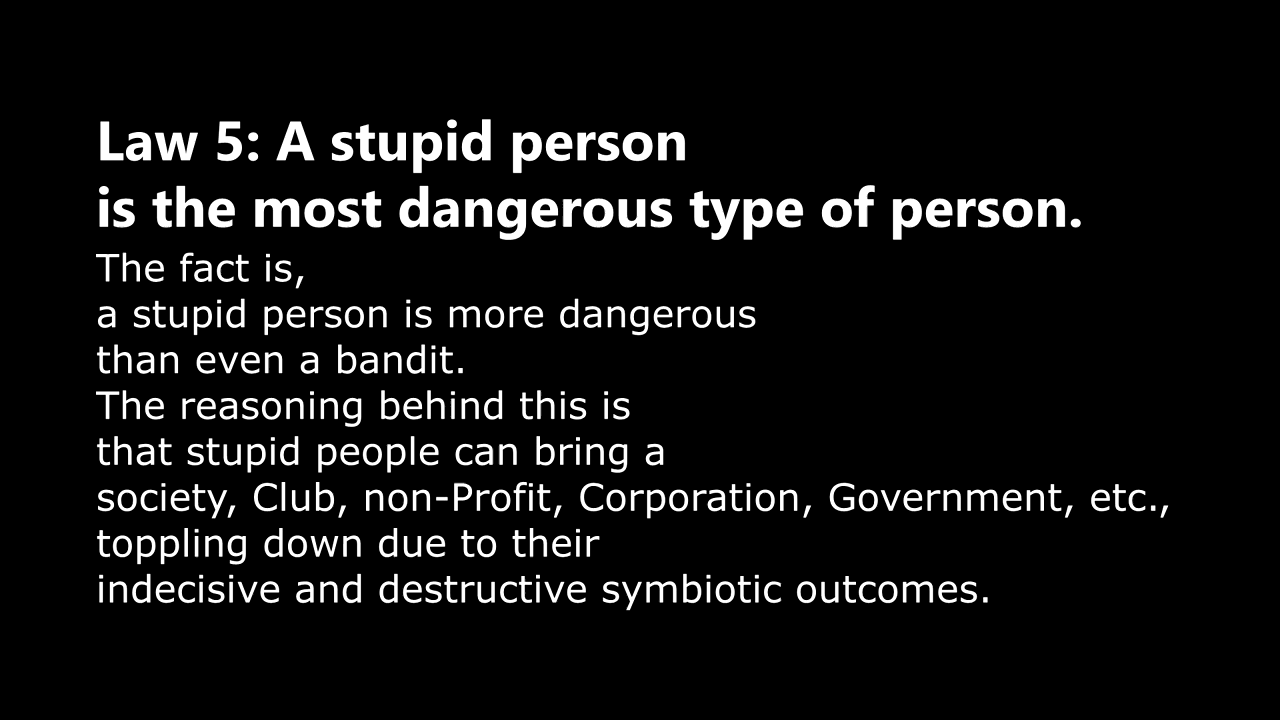 Law 5: A stupid person
is the most dangerous type of person.
The fact is,
a stupid person is more dangerous
than even a bandit.
The reasoning behind this is
that stupid people can bring a
society, Club, non-Profit, Corporation, Government, etc.,
toppling down due to their
indecisive and destructive symbiotic outcomes.